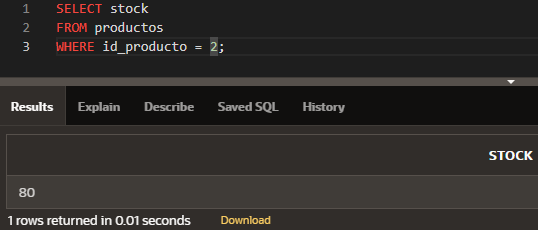 1 SELECT stock
2 FROM productos
3 WHERE id_producto = 2;
Results Explain Describe Saved SQL History
STOCK
80
1 rows returned in 0.01 seconds Download